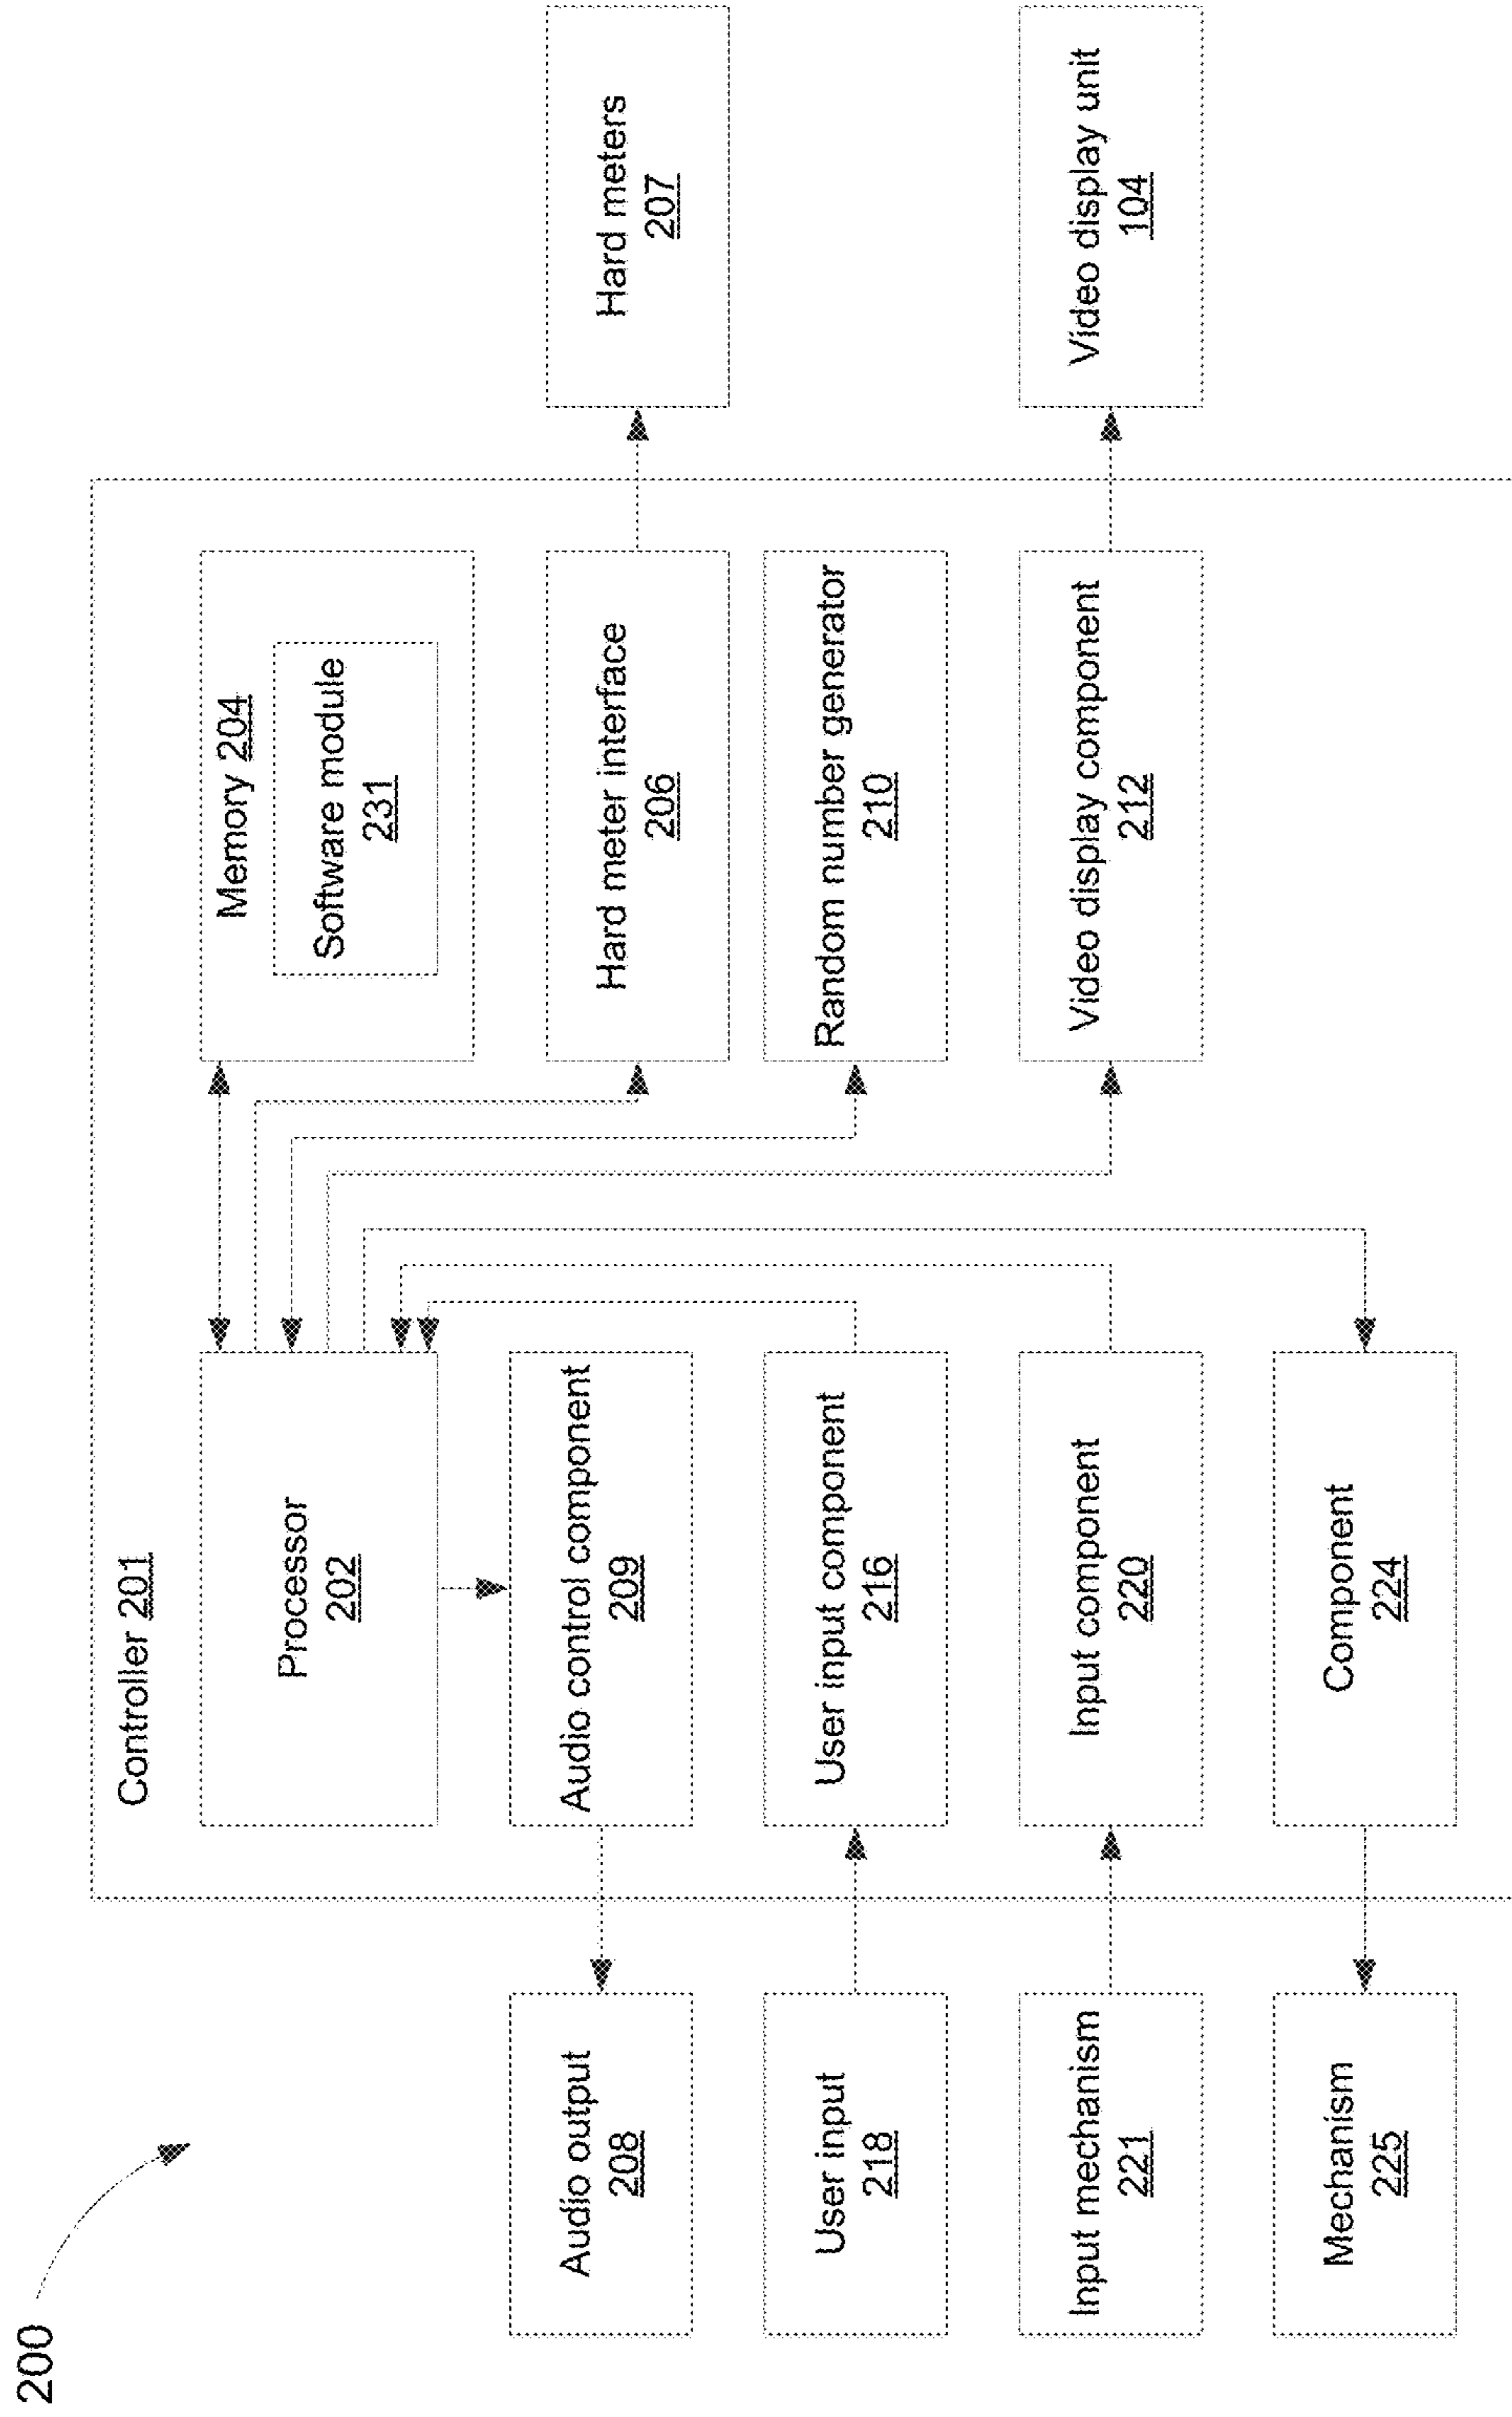 200
Controller 201
Processor
202
Memory 204
Software module
231
Audio output
208
Audio control component
209
Hard meter interface
206
Hard meters
207
User input
218
User input component
216
Random number generator
210
Input mechanism
221
Input component
220
Video display component
212
Video display unit
104
Mechanism
225
Component
224